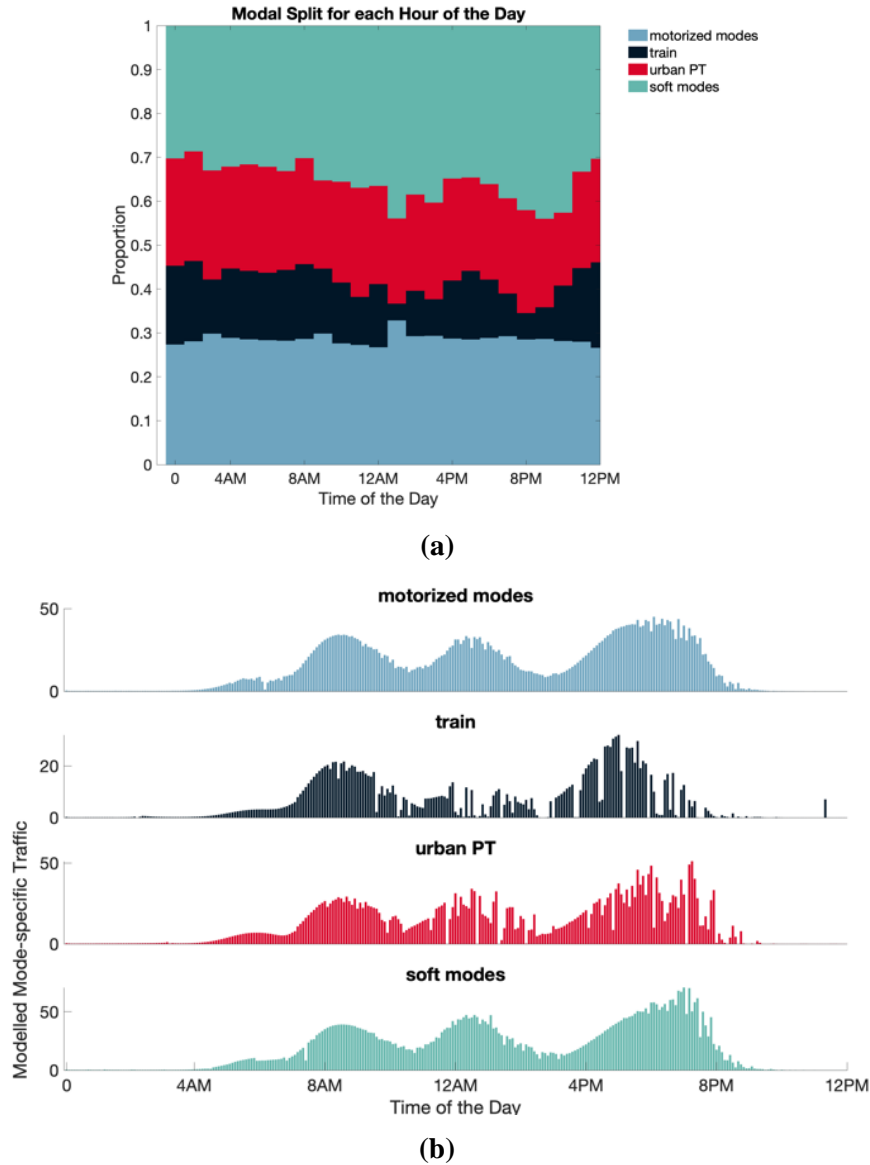 Modal Split for each Hour of the Day
motorized modes
train
urban PT
soft modes
1
0.9
0.8
0.7
0.6
0.5
0.4
0.3
0.2
0.1
0
Proportion
0 4AM 8AM 12AM 4PM 8PM 12PM
Time of the Day
(a)
motorized modes
50
0
train
20
0
urban PT
50
0
soft modes
50
0
Modelled Mode-specific Traffic
0 4AM 8AM 12AM 4PM 8PM 12PM
Time of the Day
(b)